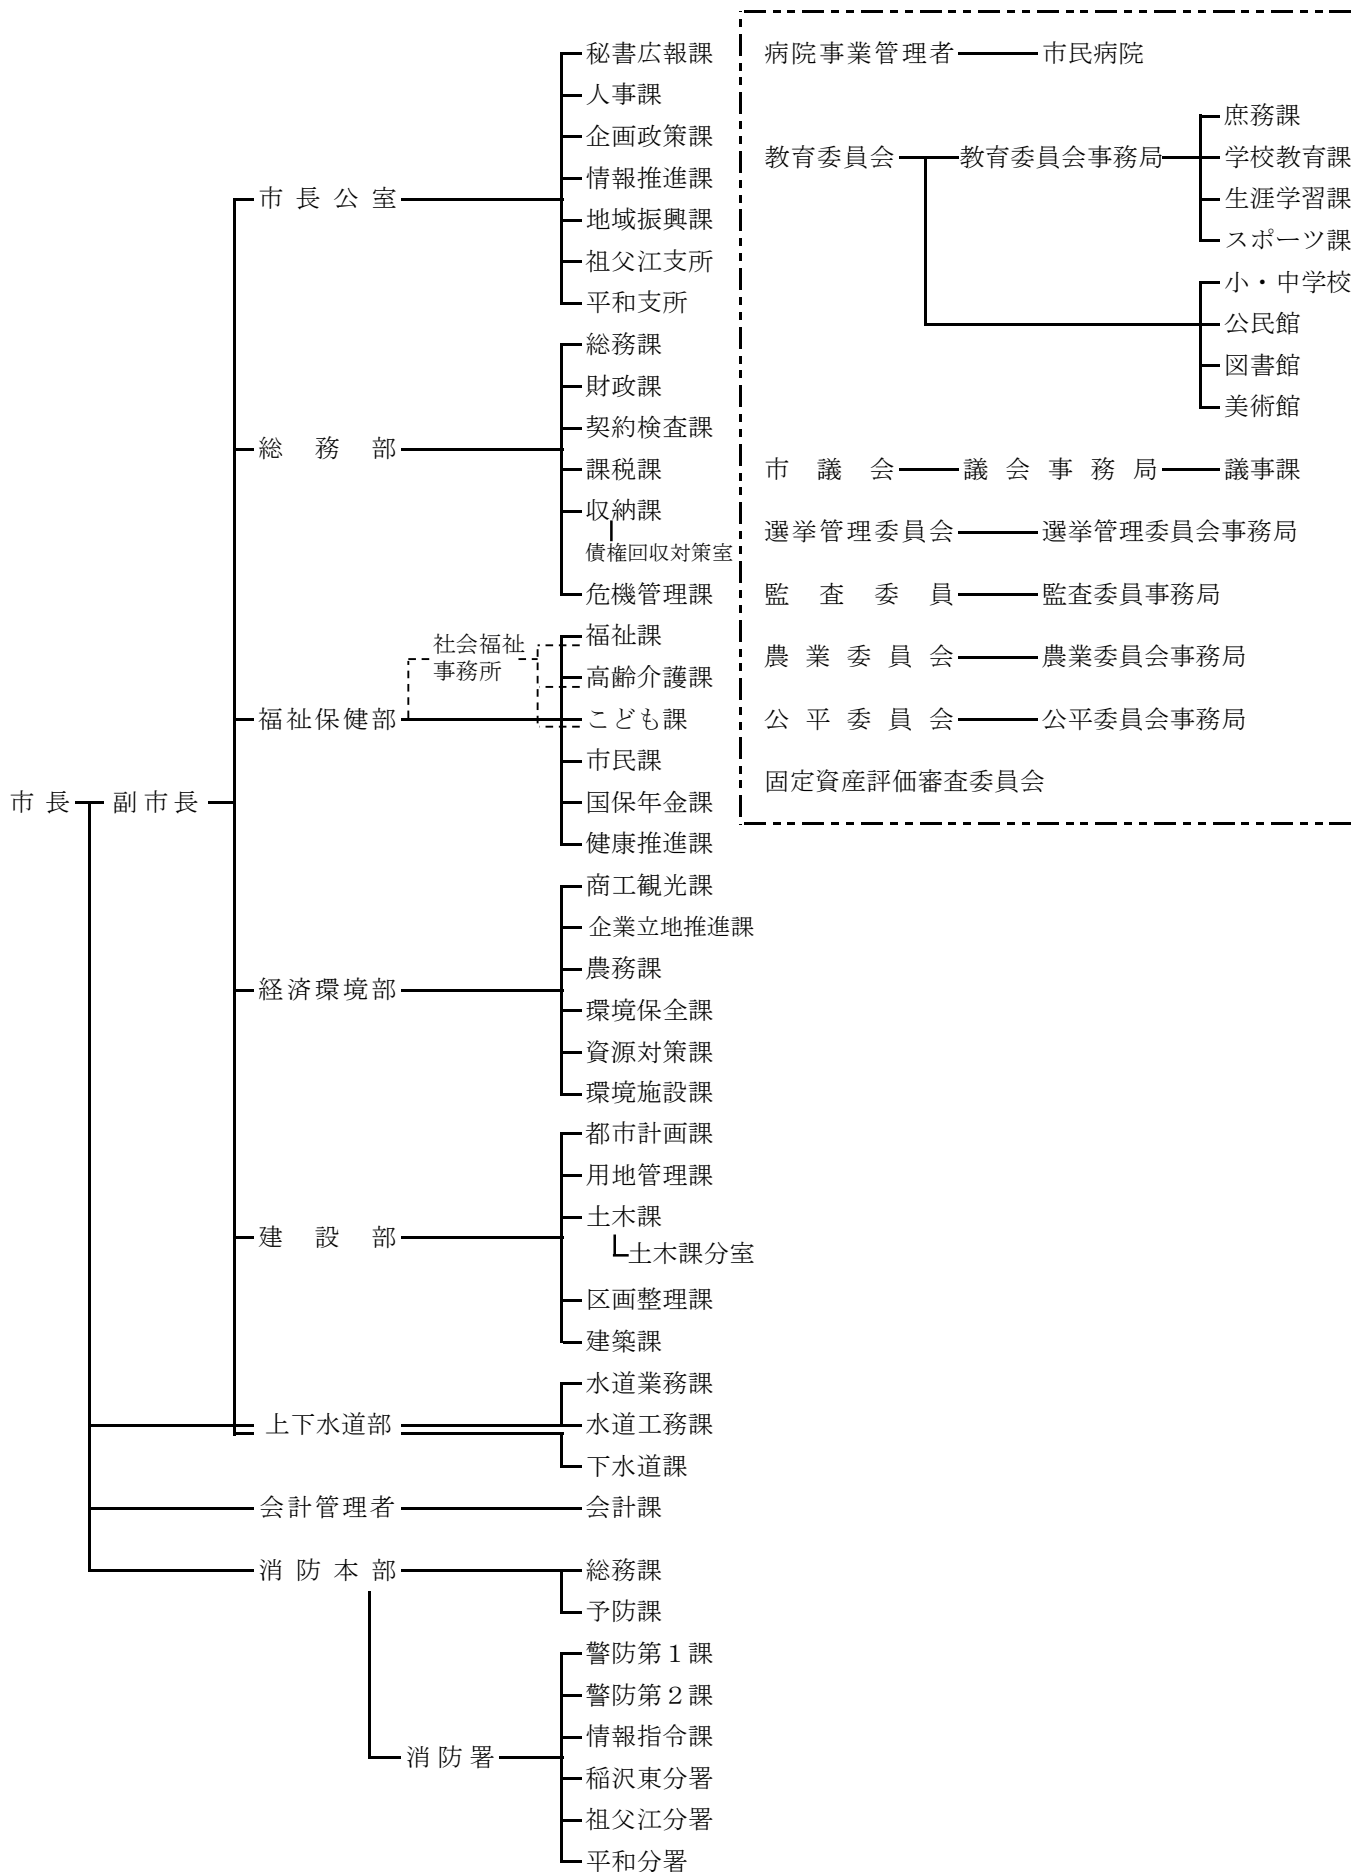 市長
副市長
市長公室
秘書広報課
人事課
企画政策課
情報推進課
地域振興課
祖父江支所
平和支所
総務部
総務課
財政課
契約検査課
課税課
収納課
債権回収対策室
危機管理課
福祉保健部
社会福祉
事務所
福祉課
高齢介護課
こども課
市民課
国保年金課
健康推進課
経済環境部
商工観光課
企業立地推進課
農務課
環境保全課
資源対策課
環境施設課
建設部
都市計画課
用地管理課
土木課
土木課分室
区画整理課
建築課
上下水道部
水道業務課
水道工務課
下水道課
会計管理者
会計課
消防本部
総務課
予防課
消防署
警防第１課
警防第２課
情報指令課
稲沢東分署
祖父江分署
平和分署
病院事業管理者
市民病院
教育委員会
教育委員会事務局
庶務課
学校教育課
生涯学習課
スポーツ課
小・中学校
公民館
図書館
美術館
市議会
議会事務局
議事課
選挙管理委員会
選挙管理委員会事務局
監査委員
監査委員事務局
農業委員会
農業委員会事務局
公平委員会
公平委員会事務局
固定資産評価審査委員会